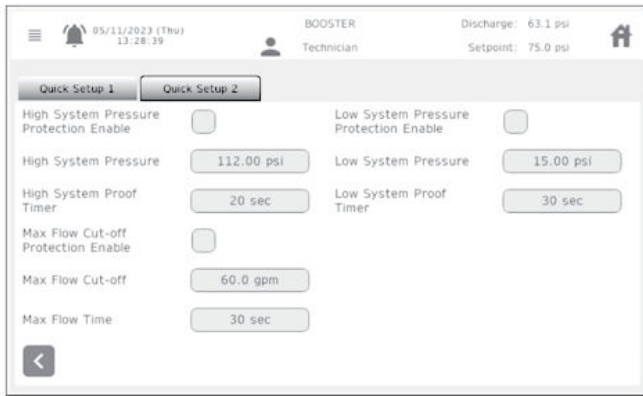 05/11/2023 (Thu)
13:28:39
BOOSTER
Technician
Discharge: 63.1 psi
Setpoint: 75.0 psi
Quick Setup 1
Quick Setup 2
High System Pressure
Protection Enable
Low System Pressure
Protection Enable
High System Pressure
112.00 psi
Low System Pressure
15.00 psi
High System Proof
Timer
20 sec
Low System Proof
Timer
30 sec
Max Flow Cut-off
Protection Enable
Max Flow Cut-off
60.0 gpm
Max Flow Time
30 sec